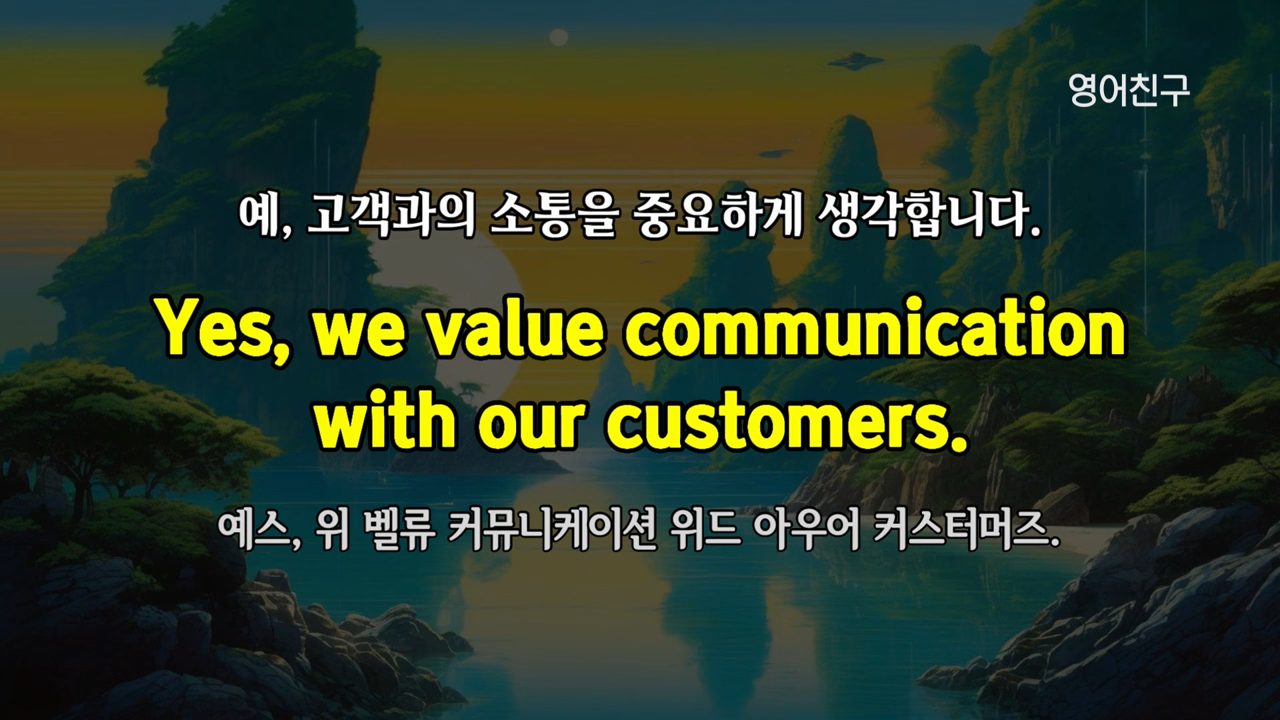 영어친구
예, 고객과의 소통을 중요하게 생각합니다.
Yes, we value communication
with our customers.
예스, 위 벨류 커뮤니케이션 위드 아우어 커스터머즈.